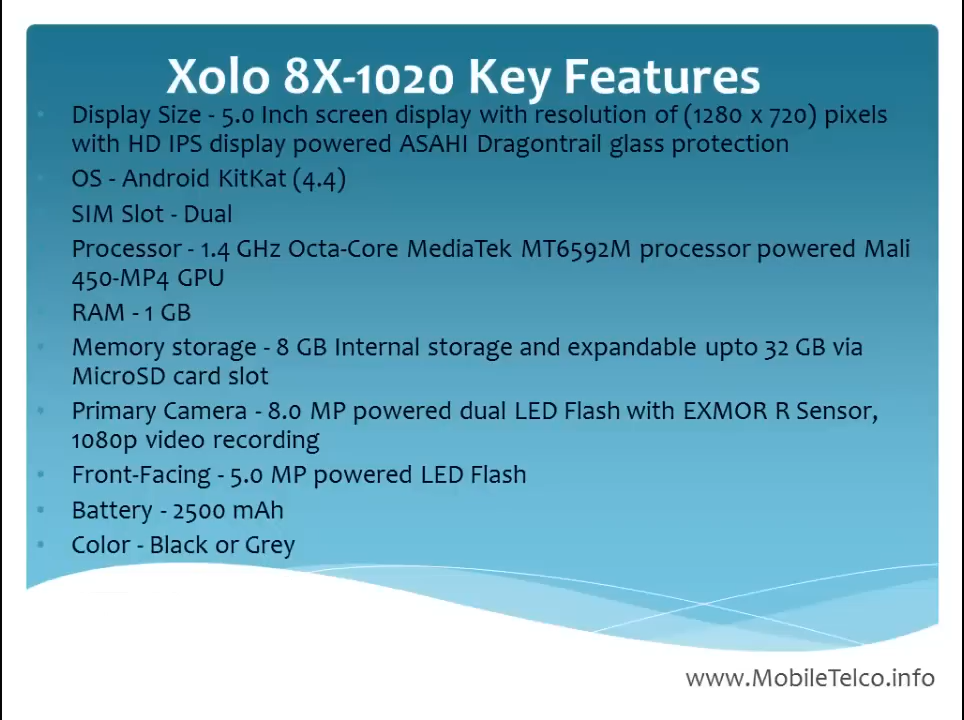 Xolo 8X-1020 Key Features
• Display Size - 5.0 Inch screen display with resolution of (1280 x 720) pixels
with HD IPS display powered ASAHI Dragontrail glass protection
• OS - Android KitKat (4.4)
• SIM Slot - Dual
• Processor - 1.4 GHz Octa-Core MediaTek MT6592M processor powered Mali
450-MP4 GPU
• RAM - 1 GB
• Memory storage - 8 GB Internal storage and expandable upto 32 GB via
MicroSD card slot
• Primary Camera - 8.0 MP powered dual LED Flash with EXMOR R Sensor,
1080p video recording
• Front-Facing - 5.0 MP powered LED Flash
• Battery - 2500 mAh
• Color - Black or Grey
www.MobileTelco.info